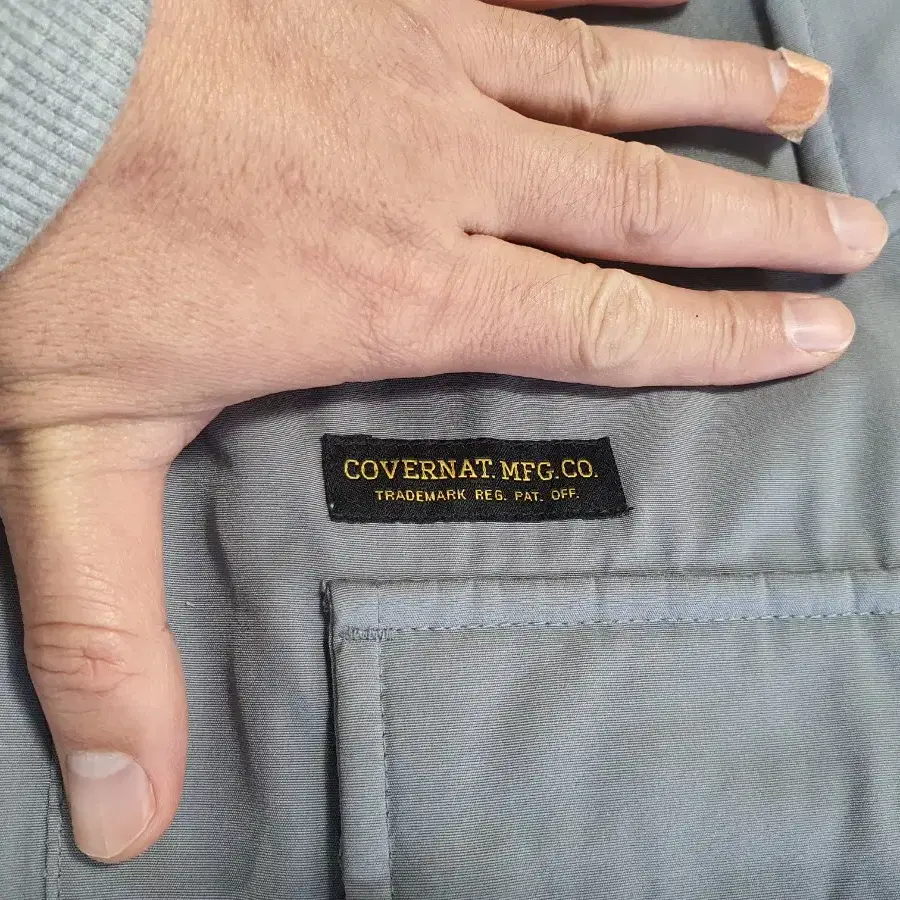 COVERNAT. MFG. CO.
TRADEMARK REG. PAT. OFF.